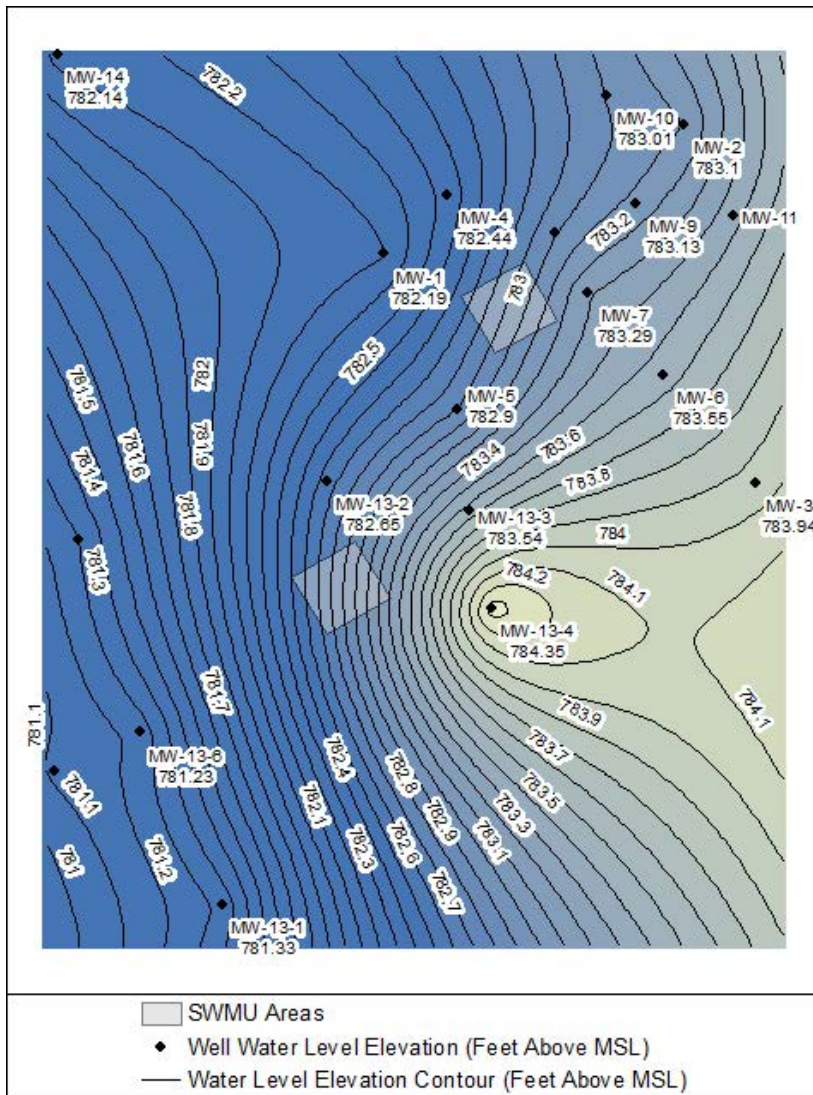 782.2
MW-14
782.14
MW-10
783.01
MW-2
783.1
MW-4
782.44
783.2
MW-9
783.13
MW-11
MW-1
782.19
783
MW-7
783.29
782.5
782
781.5
MW-5
782.9
MW-6
783.55
781.6
781.9
783.4
783.6
781.4
783.8
MW-3
783.94
MW-13-2
782.65
781.8
MW-13-3
783.54
784
781.3
784.2
784.1
MW-13-4
784.35
781.7
783.9
784.1
781.1
783.7
MW-13-6
781.23
782.4
782.8
783.5
781.1
782.1
782.9
783.3
783.1
782.3
782.6
781
781.2
782.7
MW-13-1
781.33
SWMU Areas
Well Water Level Elevation (Feet Above MSL)
Water Level Elevation Contour (Feet Above MSL)